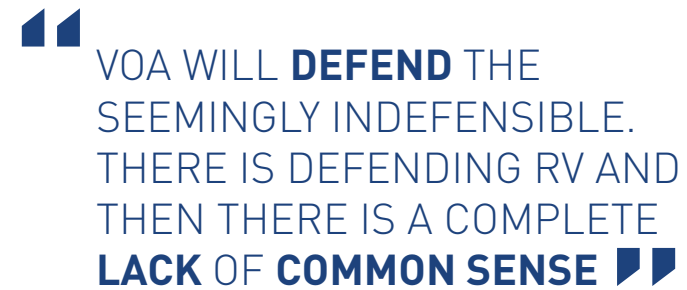 “VOA WILL DEFEND THE
SEEMINGLY INDEFENSIBLE.
THERE IS DEFENDING RV AND
THEN THERE IS A COMPLETE
LACK OF COMMON SENSE”